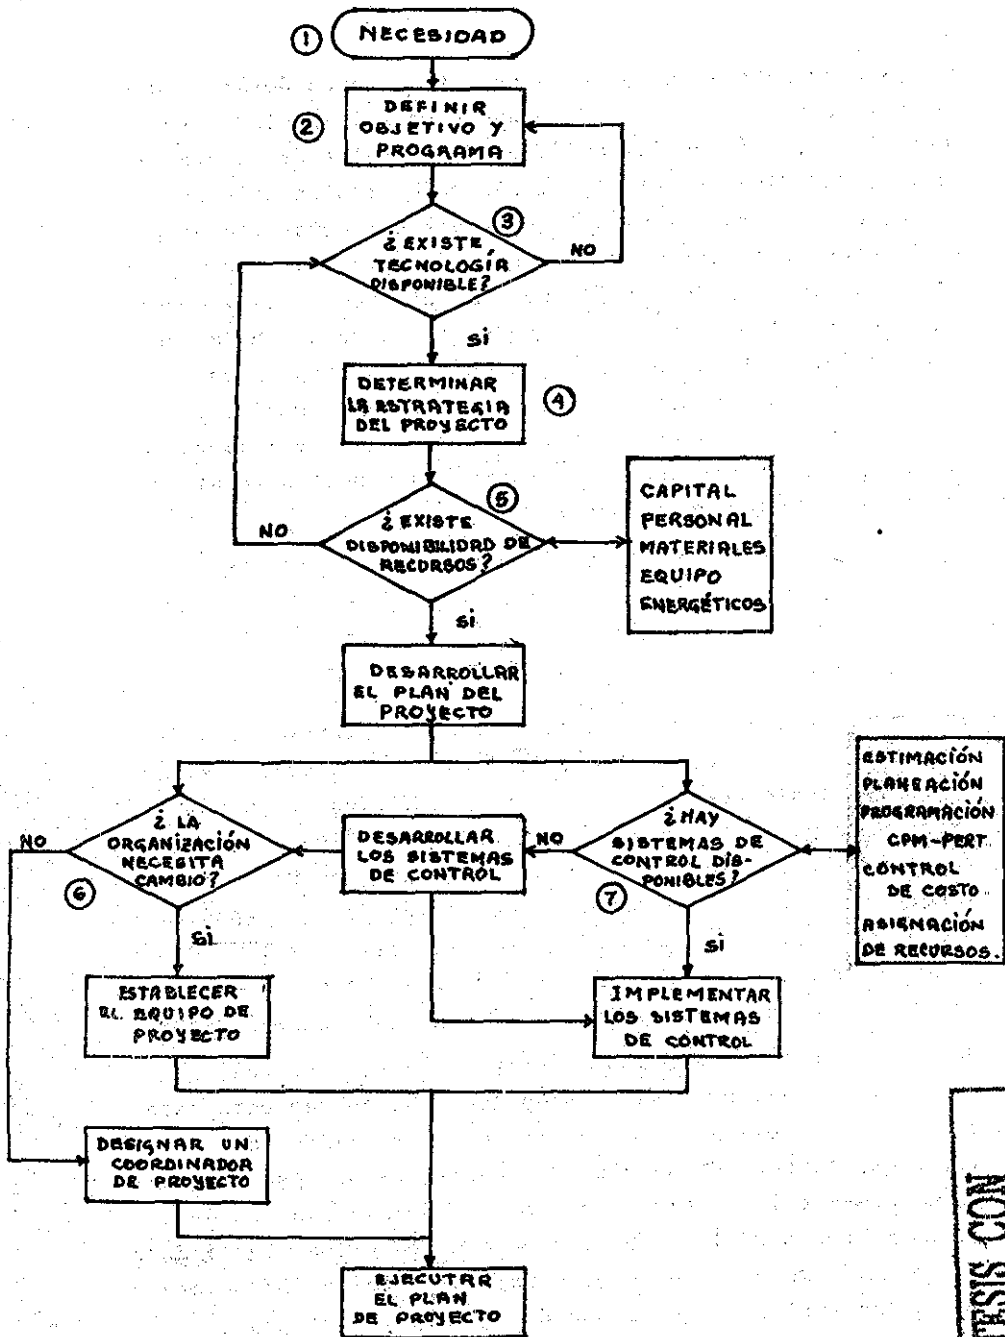 1 NECESIDAD
2 DEFINIR
OBJETIVO Y
PROGRAMA
3
¿ EXISTE
TECNOLOGÍA
DISPONIBLE?
NO
si
DETERMINAR
LA ESTRATEGIA
DEL PROYECTO
4
5
¿ EXISTE
DISPONIBILIDAD DE
RECURSOS?
NO
CAPITAL
PERSONAL
MATERIALES
EQUIPO
ENERGÉTICOS
si
DESARROLLAR
EL PLAN DEL
PROYECTO
¿ LA
ORGANIZACIÓN
NECESITA
CAMBIO?
NO
6
si
DESARROLLAR
LOS SISTEMAS
DE CONTROL
NO
¿ HAY
SISTEMAS DE
CONTROL DIS-
PONIBLES?
7
si
ESTIMACIÓN
PLANEACIÓN
PROGRAMACIÓN
CPM-PERT
CONTROL
DE COSTO
ASIGNACIÓN
DE RECURSOS.
ESTABLECER
EL EQUIPO DE
PROYECTO
IMPLEMENTAR
LOS SISTEMAS
DE CONTROL
DESIGNAR UN
COORDINADOR
DE PROYECTO
EJECUTAR
EL PLAN
DE PROYECTO
TESIS CON